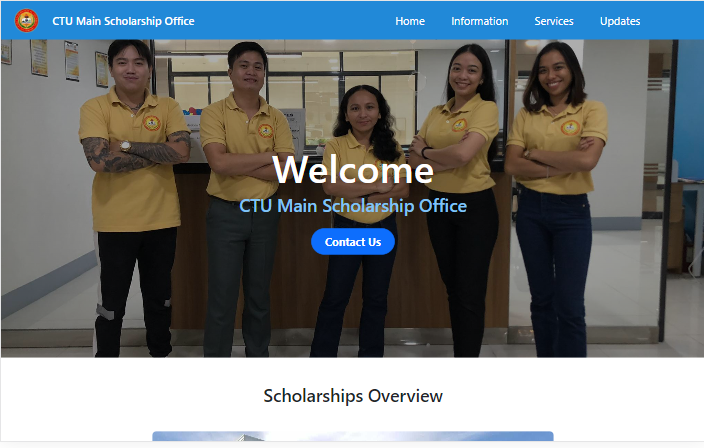 CTU Main Scholarship Office
Home
Information
Services
Updates
Welcome
CTU Main Scholarship Office
Contact Us
Scholarships Overview